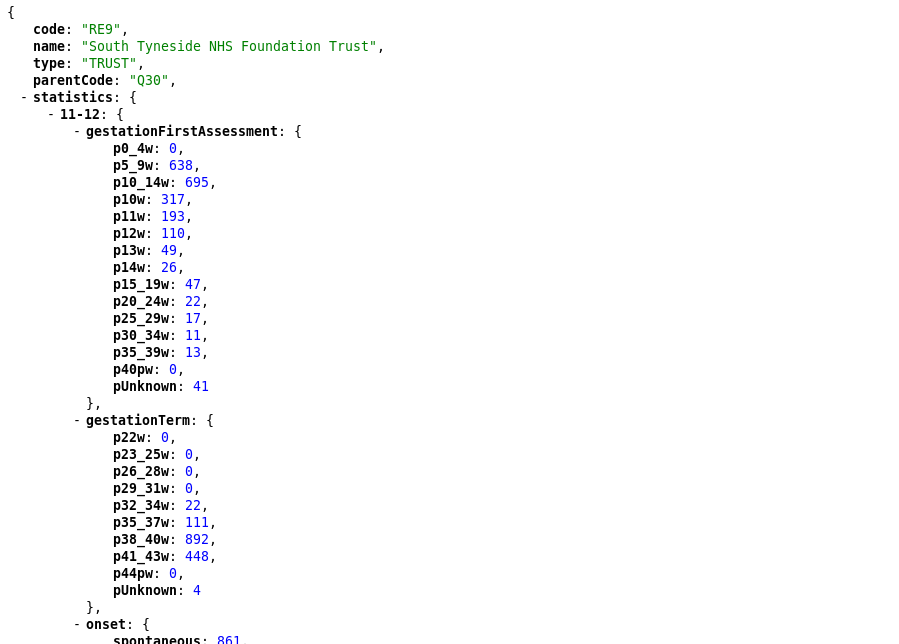 {
code: "RE9",
name: "South Tyneside NHS Foundation Trust",
type: "TRUST",
parentCode: "Q30",
- statistics: {
- 11-12: {
- gestationFirstAssessment: {
p0_4w: 0,
p5_9w: 638,
p10_14w: 695,
p10w: 317,
p11w: 193,
p12w: 110,
p13w: 49,
p14w: 26,
p15_19w: 47,
p20_24w: 22,
p25_29w: 17,
p30_34w: 11,
p35_39w: 13,
p40pw: 0,
pUnknown: 41
},
- gestationTerm: {
p22w: 0,
p23_25w: 0,
p26_28w: 0,
p29_31w: 0,
p32_34w: 22,
p35_37w: 111,
p38_40w: 892,
p41_43w: 448,
p44pw: 0,
pUnknown: 4
},
- onset: {
spontaneous: 861,